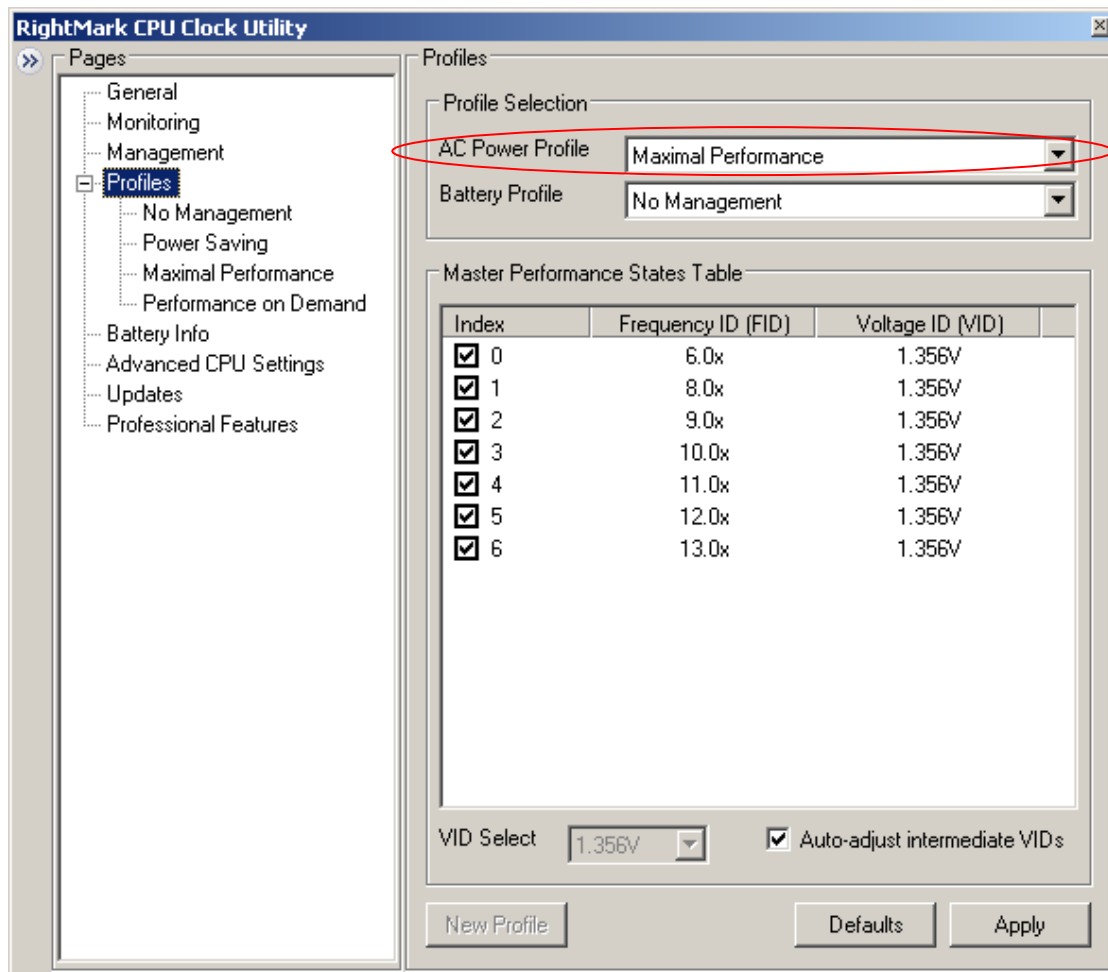 RightMark CPU Clock Utility
Pages
General
Monitoring
Management
Profiles
No Management
Power Saving
Maximal Performance
Performance on Demand
Battery Info
Advanced CPU Settings
Updates
Professional Features
Profiles
Profile Selection
AC Power Profile Maximal Performance
Battery Profile No Management
Master Performance States Table
Index Frequency ID (FID) Voltage ID (VID)
0 6.0x 1.356V
1 8.0x 1.356V
2 9.0x 1.356V
3 10.0x 1.356V
4 11.0x 1.356V
5 12.0x 1.356V
6 13.0x 1.356V
VID Select 1.356V Auto-adjust intermediate VIDs
New Profile Defaults Apply